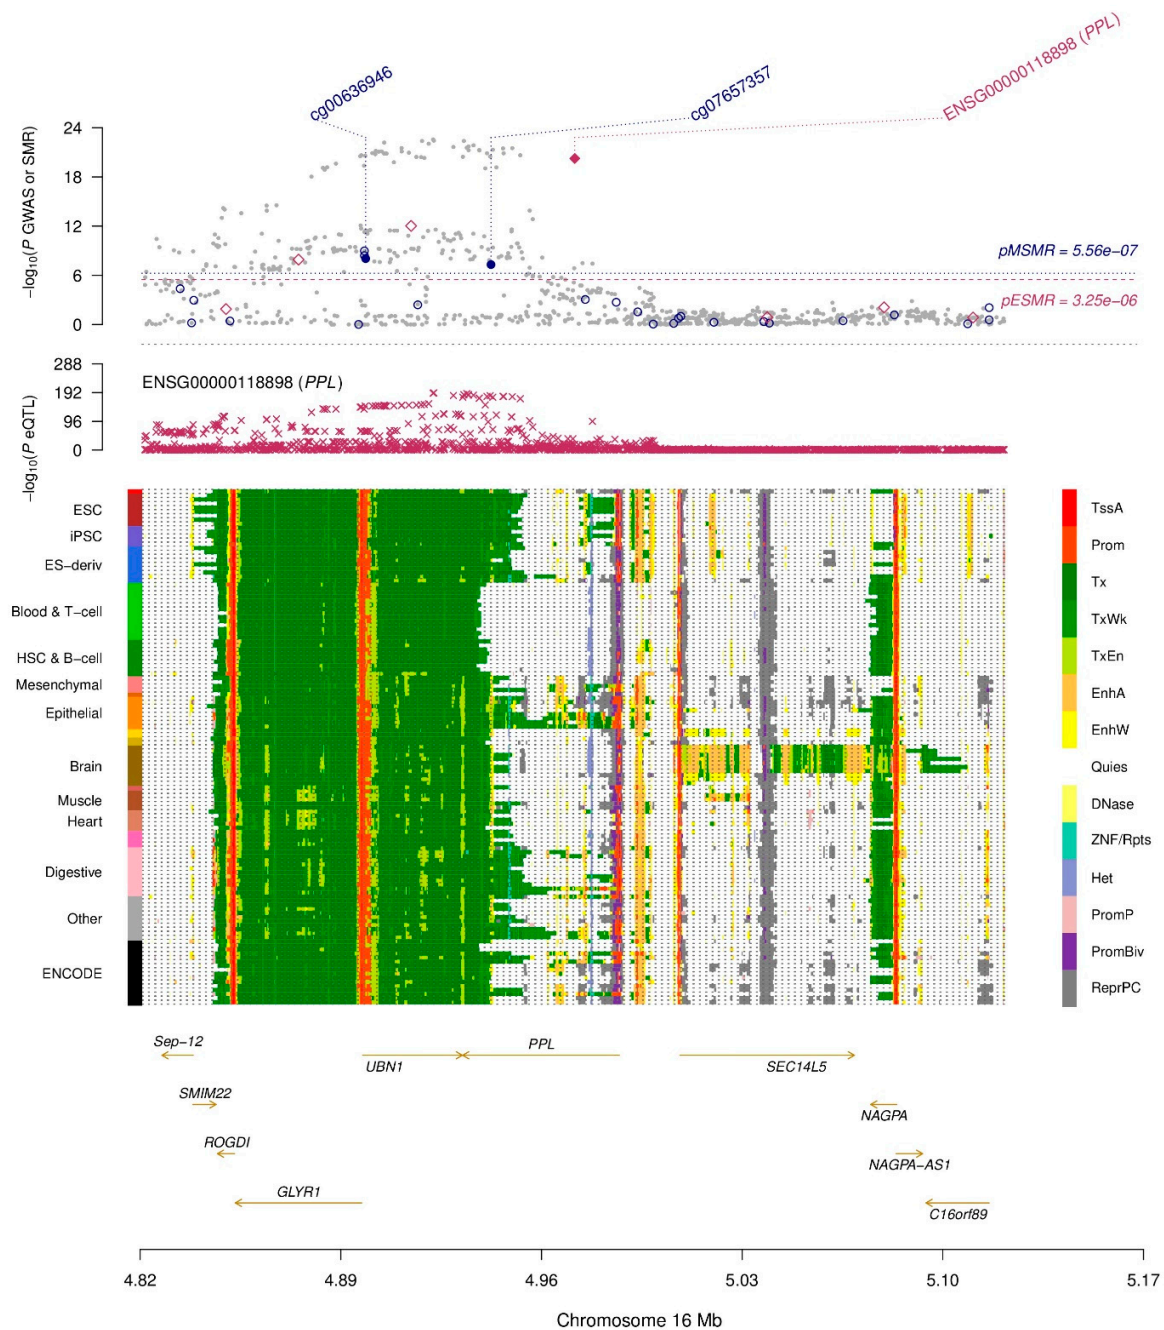 cg00636946
cg07657357
ENSG00000118898 (PPL)
−log10(P GWAS or SMR)
24
18
12
6
0
pMSMR = 5.56e−07
pESMR = 3.25e−06
−log10(P eQTL)
288
192
96
0
ENSG00000118898 (PPL)
ESC
iPSC
ES−deriv
Blood & T−cell
HSC & B−cell
Mesenchymal
Epithelial
Brain
Muscle
Heart
Digestive
Other
ENCODE
TssA
Prom
Tx
TxWk
TxEn
EnhA
EnhW
Quies
DNase
ZNF/Rpts
Het
PromP
PromBiv
ReprPC
Sep−12
UBN1
PPL
SEC14L5
SMIM22
NAGPA
ROGDI
NAGPA−AS1
GLYR1
C16orf89
4.82 4.89 4.96 5.03 5.10 5.17
Chromosome 16 Mb